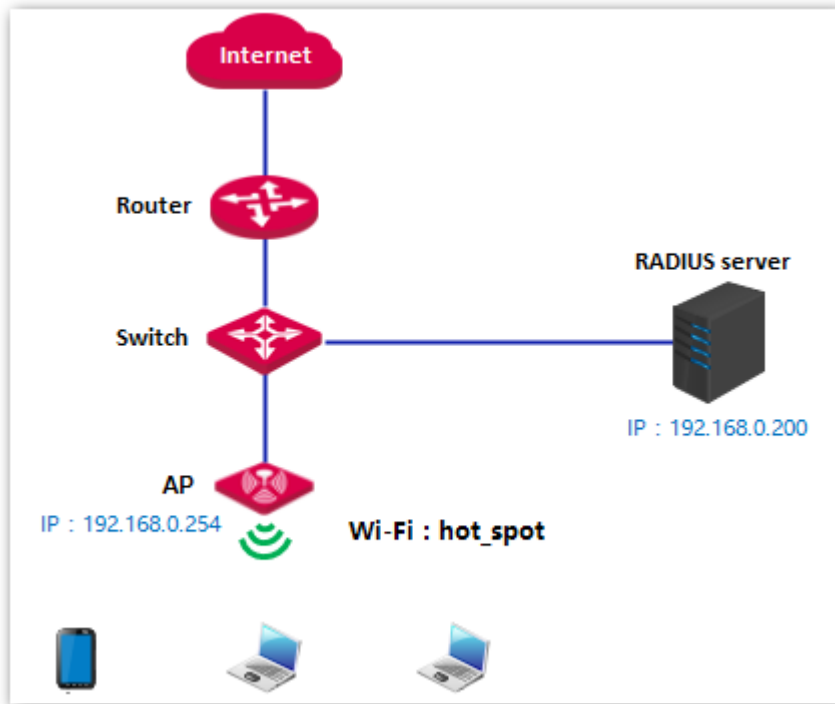 Internet
Router
RADIUS server
Switch
IP : 192.168.0.200
AP
IP : 192.168.0.254
Wi-Fi : hot_spot